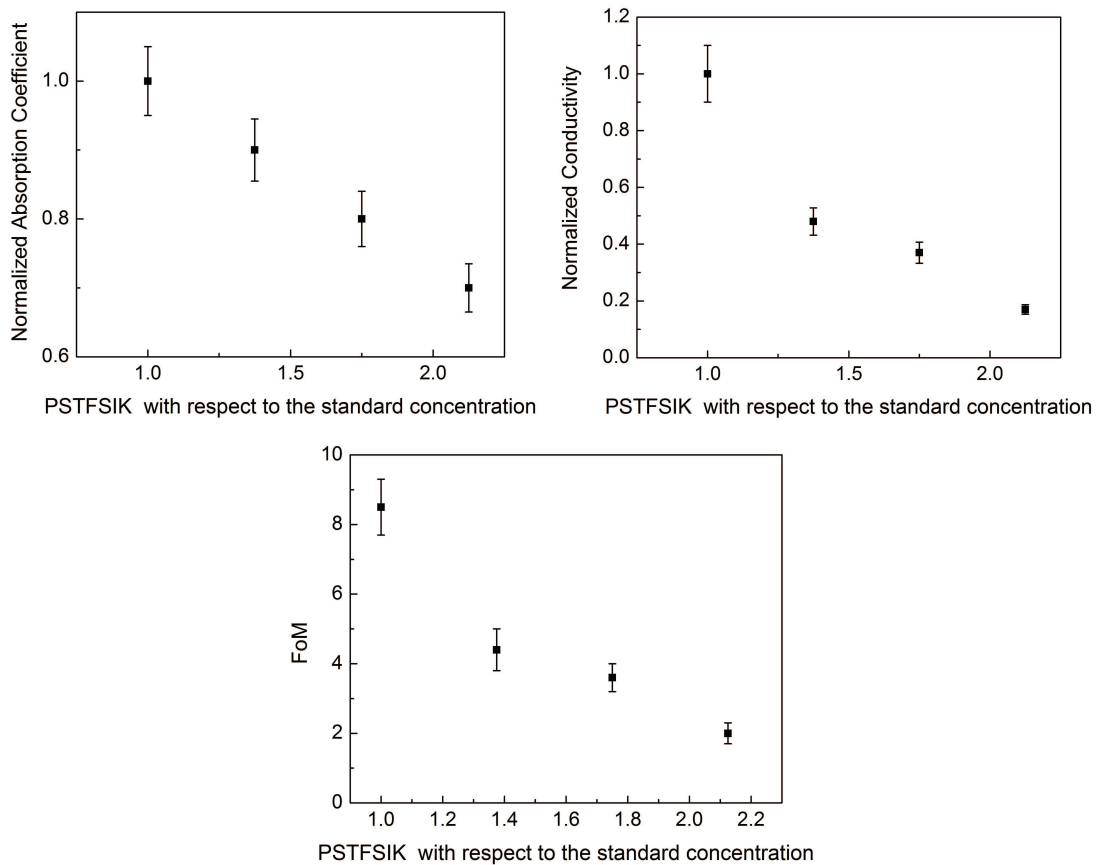 Normalized Absorption Coefficient
1.0
0.8
0.6
1.0 1.5 2.0
PSTFSIK with respect to the standard concentration
Normalized Conductivity
1.2
1.0
0.8
0.6
0.4
0.2
0.0
1.0 1.5 2.0
PSTFSIK with respect to the standard concentration
FoM
10
8
6
4
2
0
1.0 1.2 1.4 1.6 1.8 2.0 2.2
PSTFSIK with respect to the standard concentration